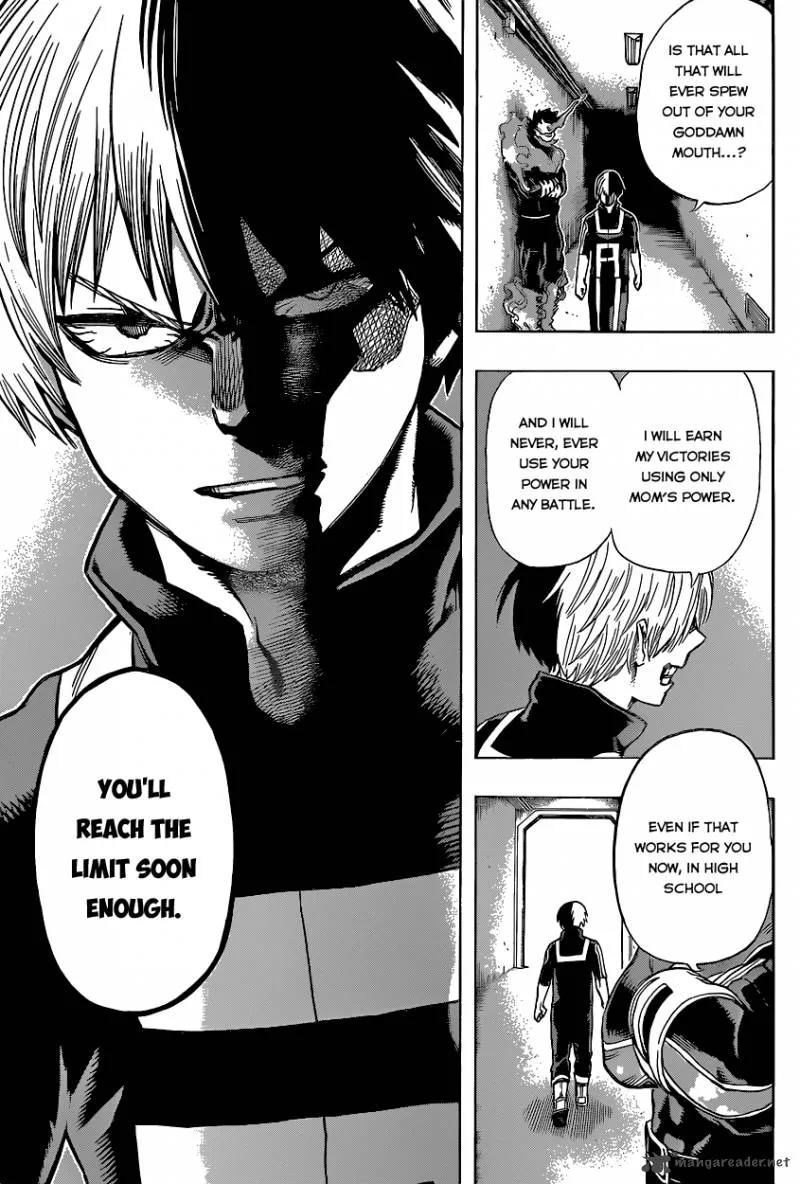 IS THAT ALL
THAT WILL
EVER SPEW
OUT OF YOUR
GODDAMN
MOUTH...?
I WILL EARN
MY VICTORIES
USING ONLY
MOM'S POWER.
AND I WILL
NEVER, EVER
USE YOUR
POWER IN
ANY BATTLE.
EVEN IF THAT
WORKS FOR YOU
NOW, IN HIGH
SCHOOL
YOU'LL
REACH THE
LIMIT SOON
ENOUGH.
mangareader.net